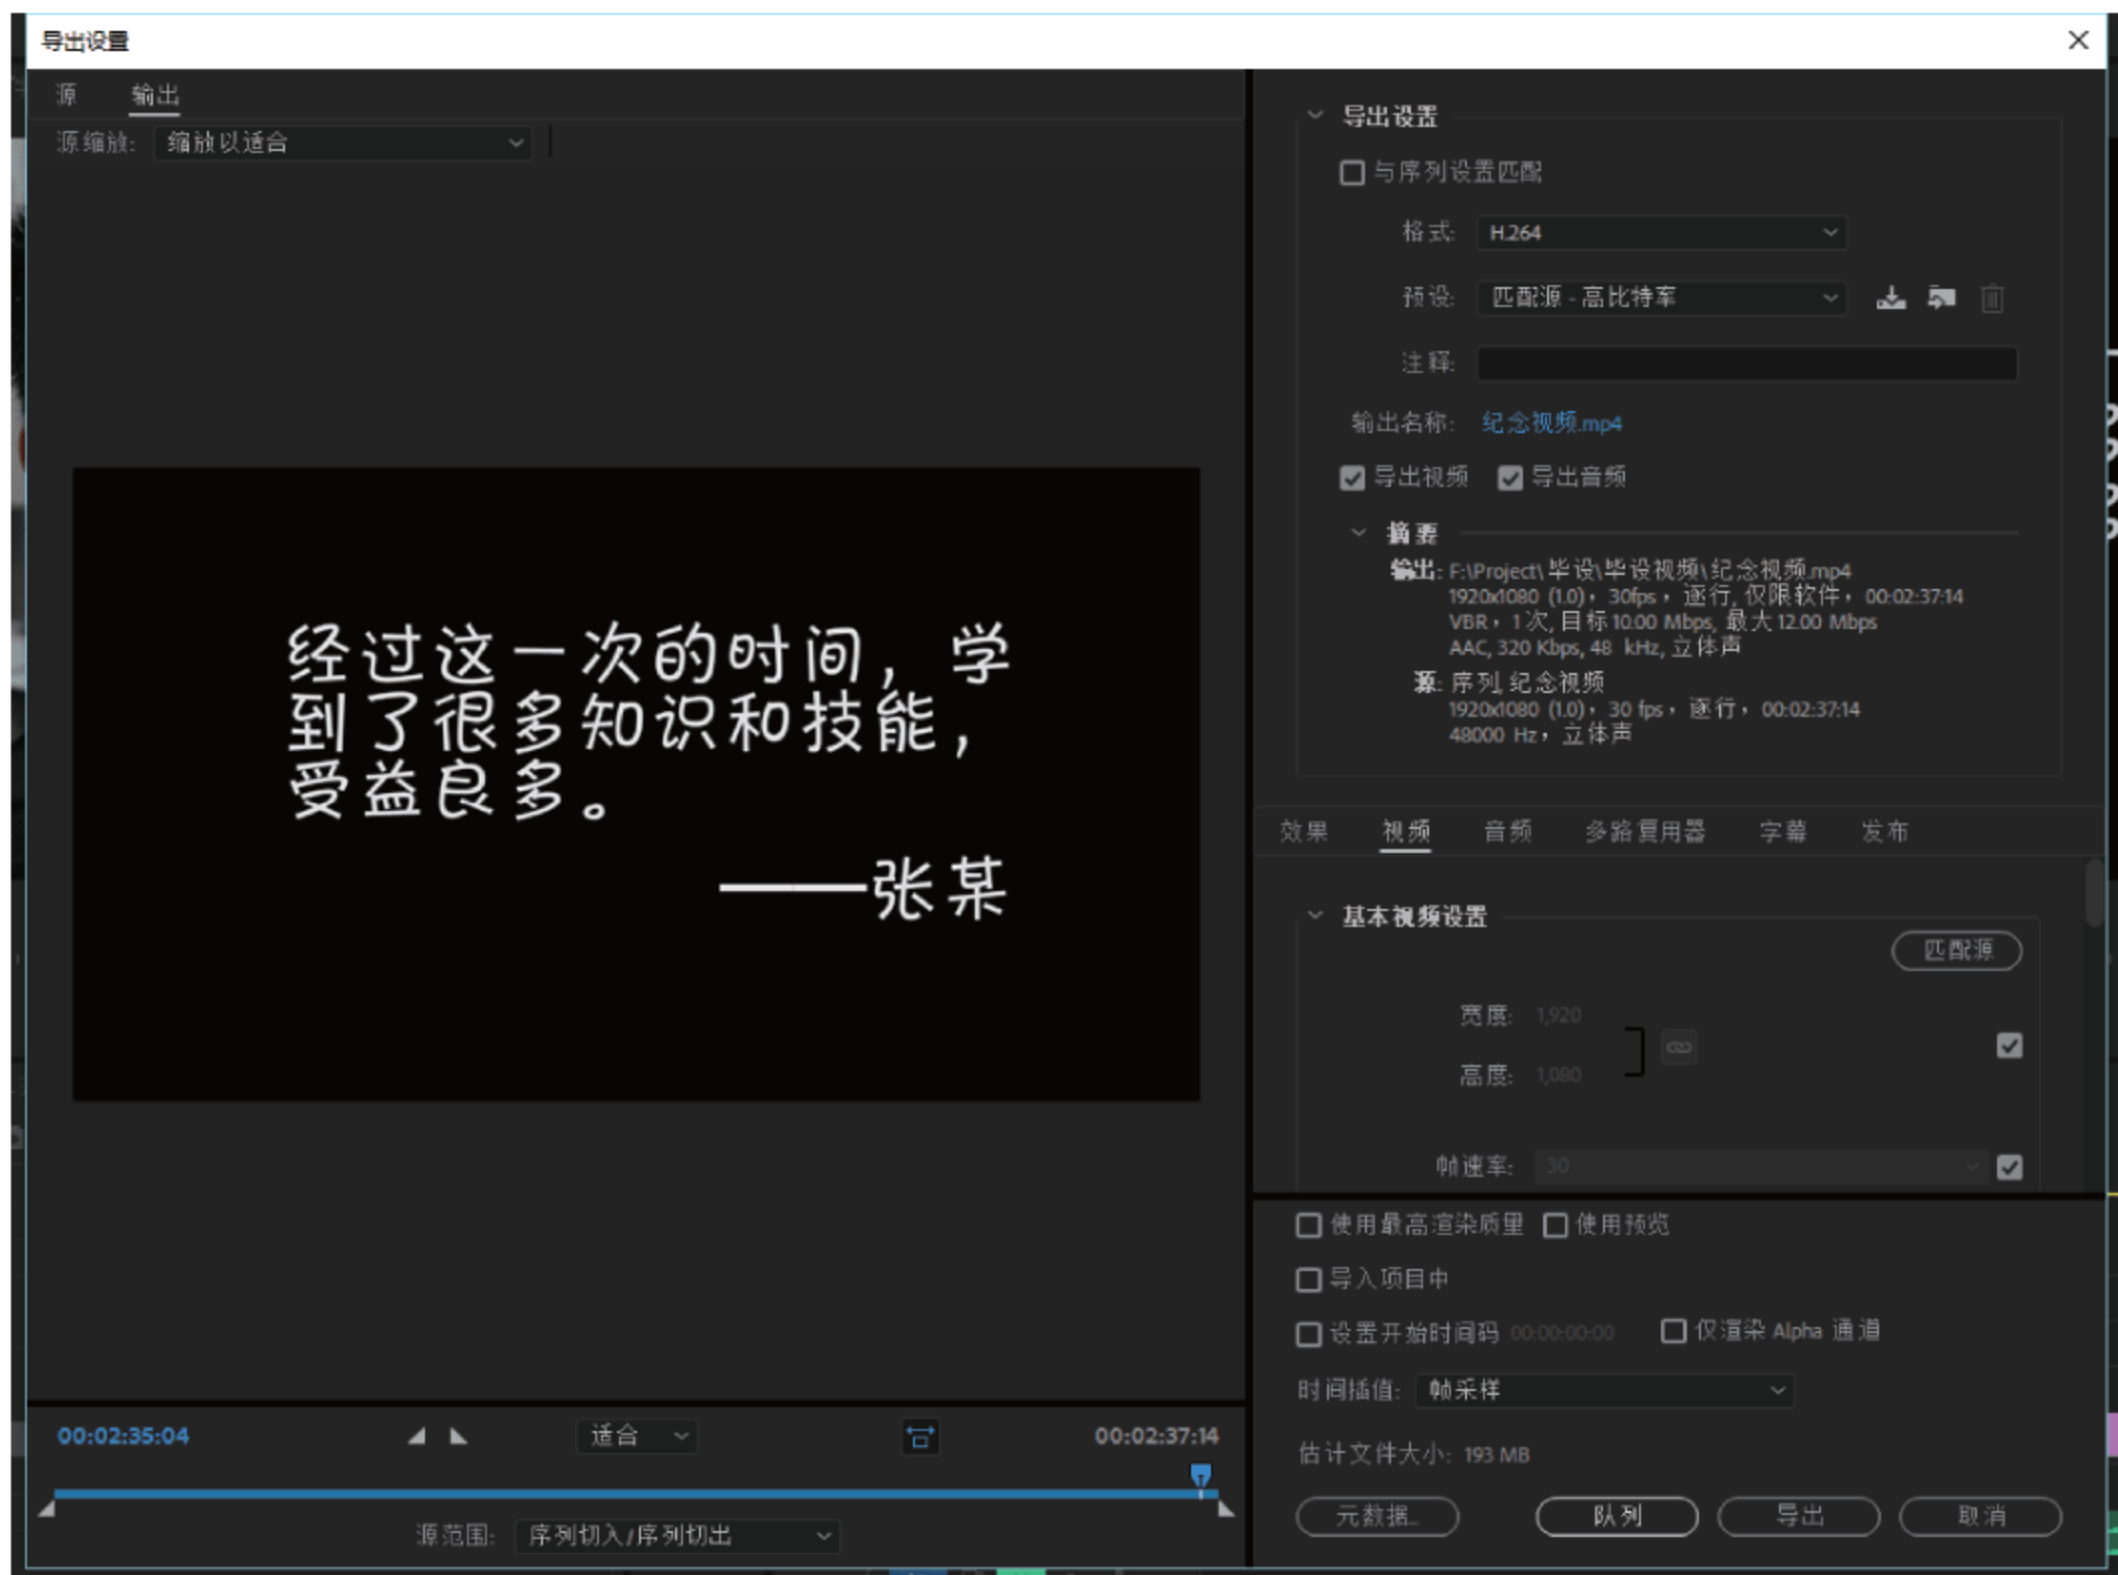 导出设置
源 输出
源缩放: 缩放以适合
经过这一次的时间，学
到了很多知识和技能，
受益良多。
——张某
00:02:35:04 适合 00:02:37:14
源范围: 序列切入/序列切出
导出设置
与序列设置匹配
格式: H.264
预设: 匹配源 - 高比特率
注释:
输出名称: 纪念视频.mp4
导出视频 导出音频
摘要
输出: F:\Project\毕设\毕设视频\纪念视频.mp4
1920x1080 (1.0)，30fps，逐行, 仅限软件，00:02:37:14
VBR，1次, 目标 10.00 Mbps, 最大 12.00 Mbps
AAC, 320 Kbps, 48 kHz, 立体声
源: 序列, 纪念视频
1920x1080 (1.0)，30 fps，逐行，00:02:37:14
48000 Hz，立体声
效果 视频 音频 多路复用器 字幕 发布
基本视频设置
匹配源
宽度: 1,920
高度: 1,080
帧速率: 30
使用最高渲染质量 使用预览
导入项目中
设置开始时间码 00:00:00:00 仅渲染 Alpha 通道
时间插值: 帧采样
估计文件大小: 193 MB
元数据... 队列 导出 取消